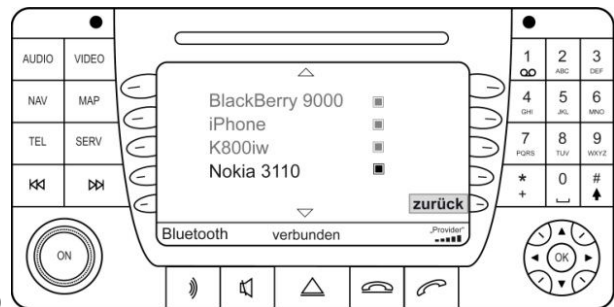 AUDIO VIDEO
NAV MAP
TEL SERV
ON
BlackBerry 9000
iPhone
K800iw
Nokia 3110
zurück
Bluetooth verbunden „Provider“
1 2 ABC 3 DEF
4 GHI 5 JKL 6 MNO
7 PQRS 8 TUV 9 WXYZ
* + 0 #
OK